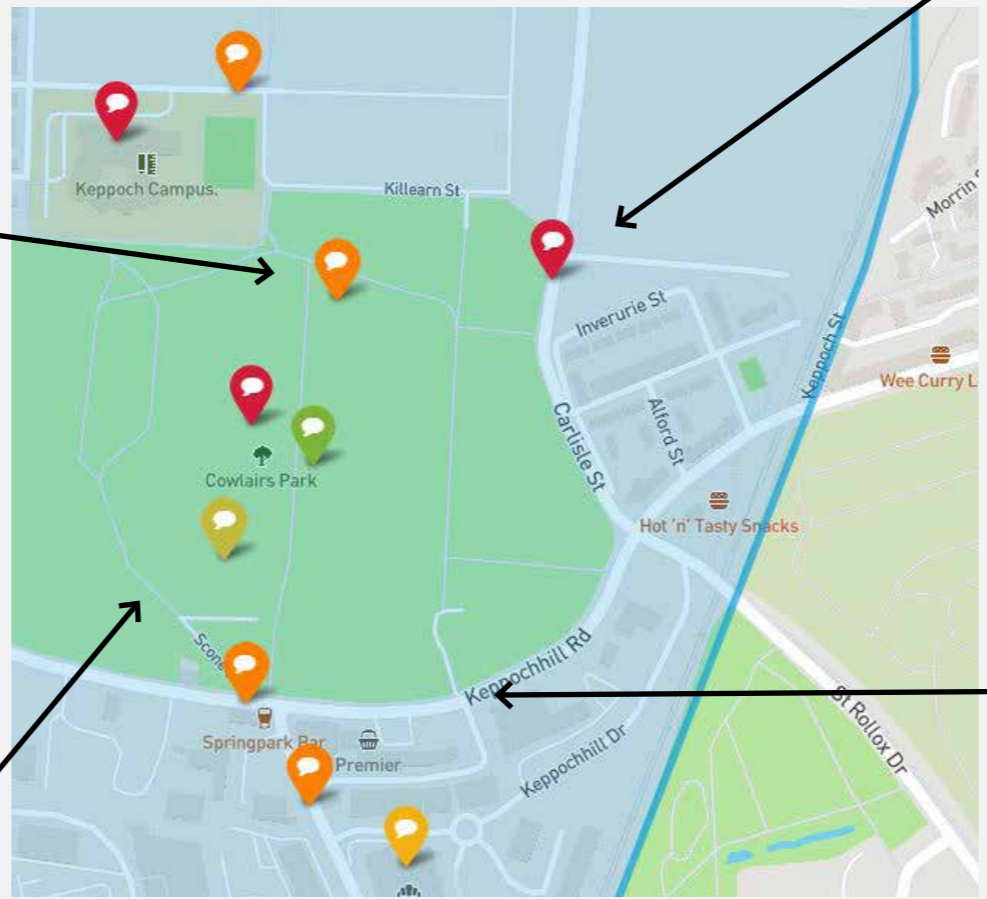 Keppoch Campus.
Killearn St
Morrin S
Inverurie St
Keppoch St
Wee Curry L
Carlisle St
Alford St
Cowlairs Park
Hot 'n' Tasty Snacks
Scone
Keppochhill Rd
St Rollox Dr
Springpark Bar
Premier
Keppochhill Dr